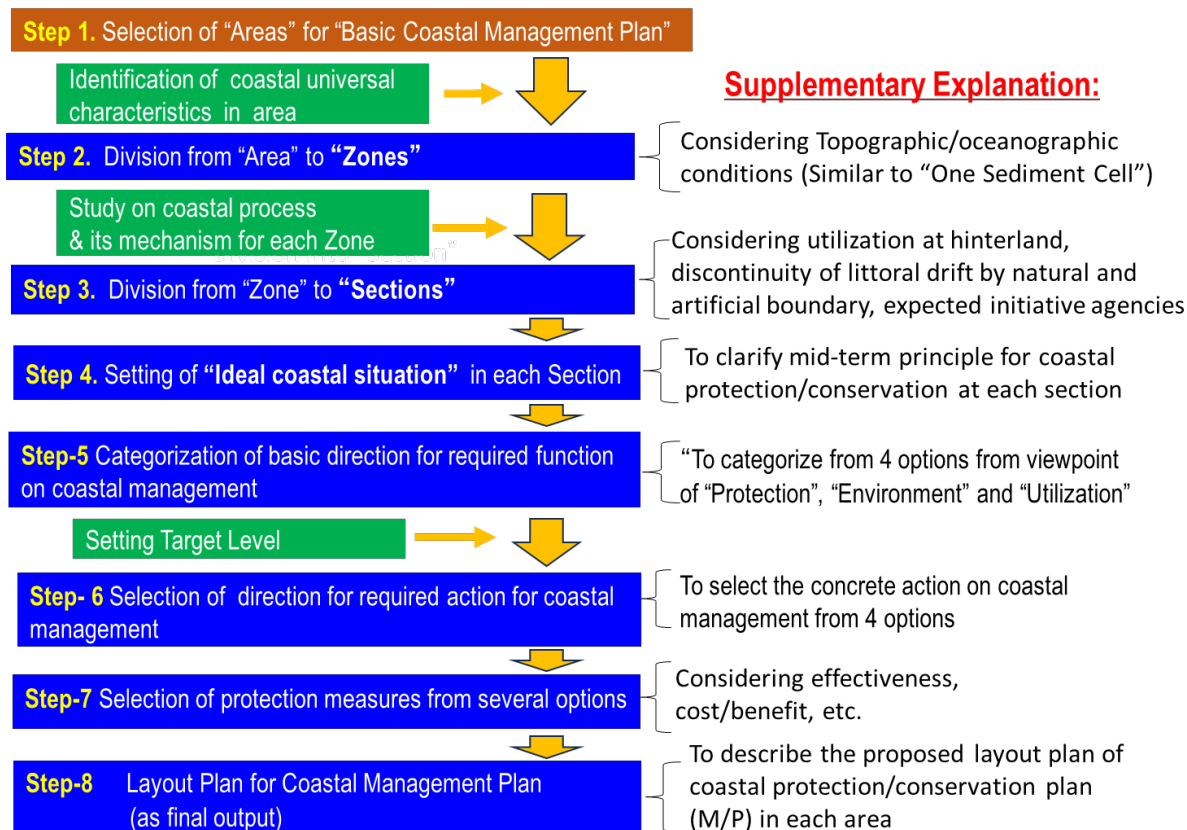 Step 1. Selection of “Areas” for “Basic Coastal Management Plan”
Identification of coastal universal
characteristics in area
Supplementary Explanation:
Step 2. Division from “Area” to “Zones”
Considering Topographic/oceanographic
conditions (Similar to “One Sediment Cell”)
Study on coastal process
& its mechanism for each Zone
Step 3. Division from “Zone” to “Sections”
Considering utilization at hinterland,
discontinuity of littoral drift by natural and
artificial boundary, expected initiative agencies
Step 4. Setting of “Ideal coastal situation” in each Section
To clarify mid-term principle for coastal
protection/conservation at each section
Step-5 Categorization of basic direction for required function
on coastal management
“To categorize from 4 options from viewpoint
of “Protection”, “Environment” and “Utilization”
Setting Target Level
Step- 6 Selection of direction for required action for coastal
management
To select the concrete action on coastal
management from 4 options
Step-7 Selection of protection measures from several options
Considering effectiveness,
cost/benefit, etc.
Step-8 Layout Plan for Coastal Management Plan
(as final output)
To describe the proposed layout plan of
coastal protection/conservation plan
(M/P) in each area